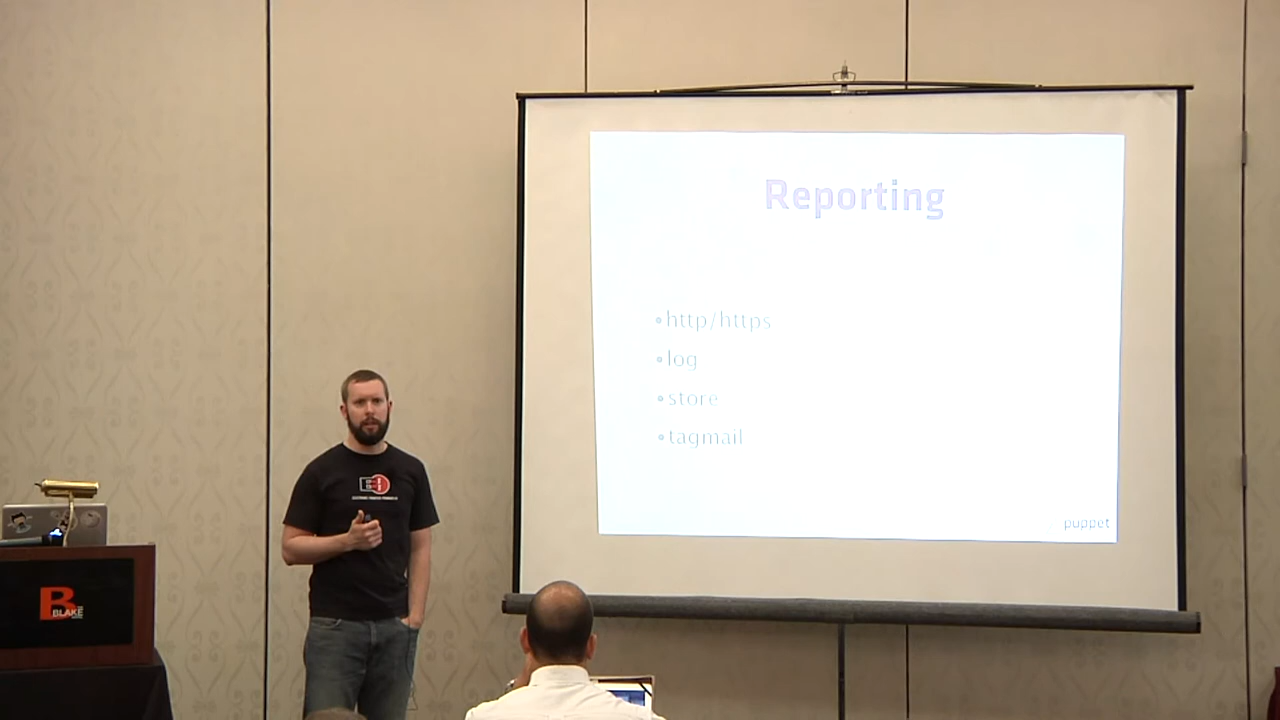 Reporting
•http/https
•log
•store
•tagmail
puppet
B
BLAKE